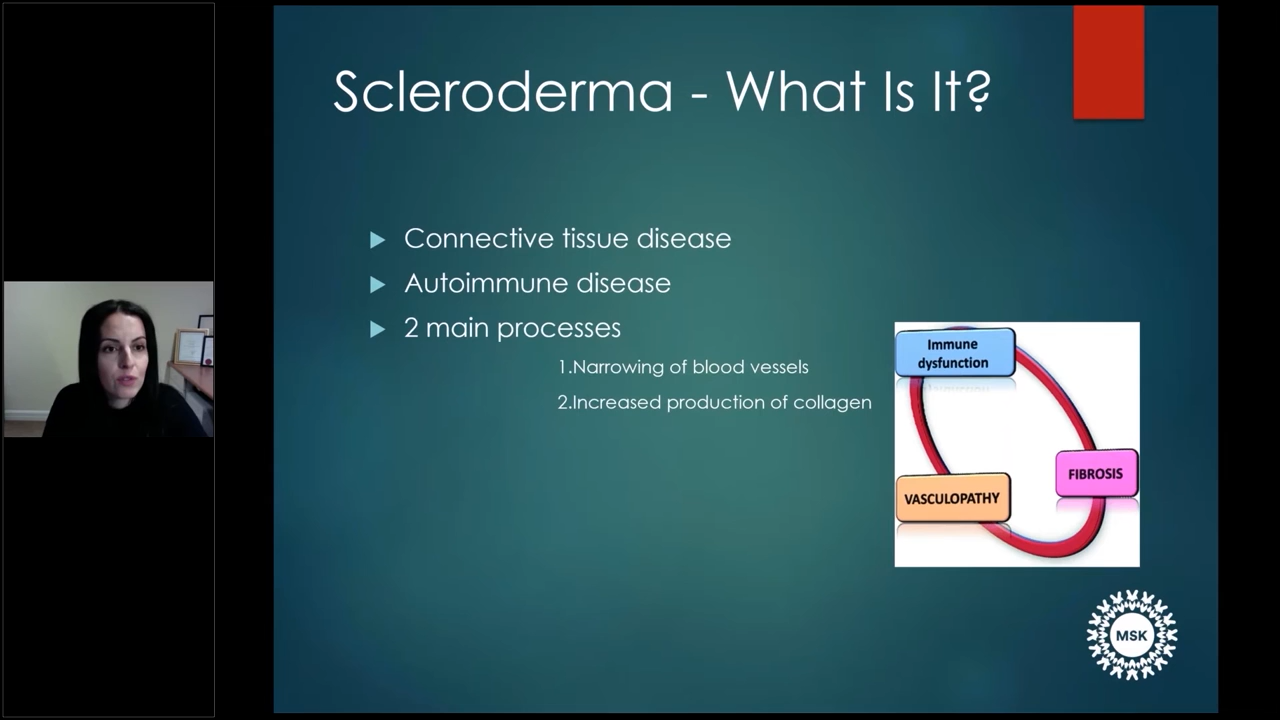 Scleroderma - What Is It?
Connective tissue disease
Autoimmune disease
2 main processes
1.Narrowing of blood vessels
2.Increased production of collagen
Immune
dysfunction
FIBROSIS
VASCULOPATHY
MSK